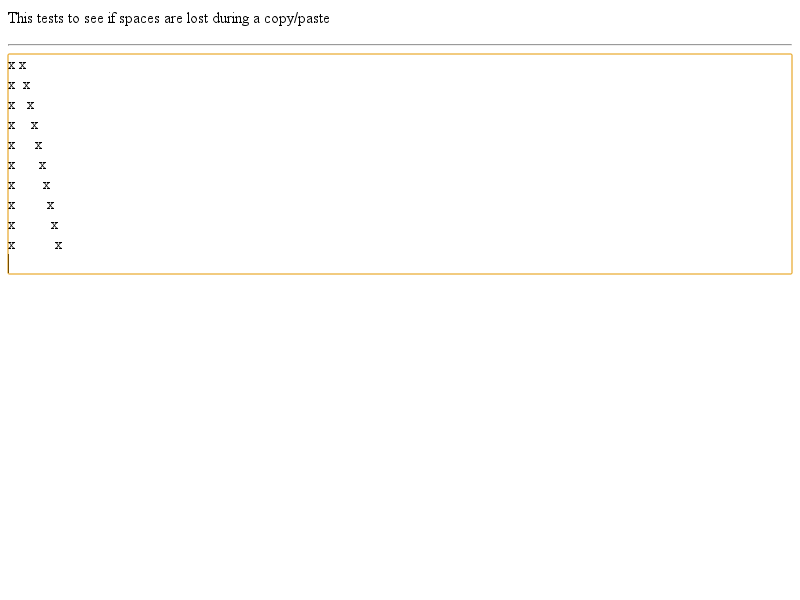 This tests to see if spaces are lost during a copy/paste
x x
x  x
x   x
x    x
x     x
x      x
x       x
x        x
x         x
x          x